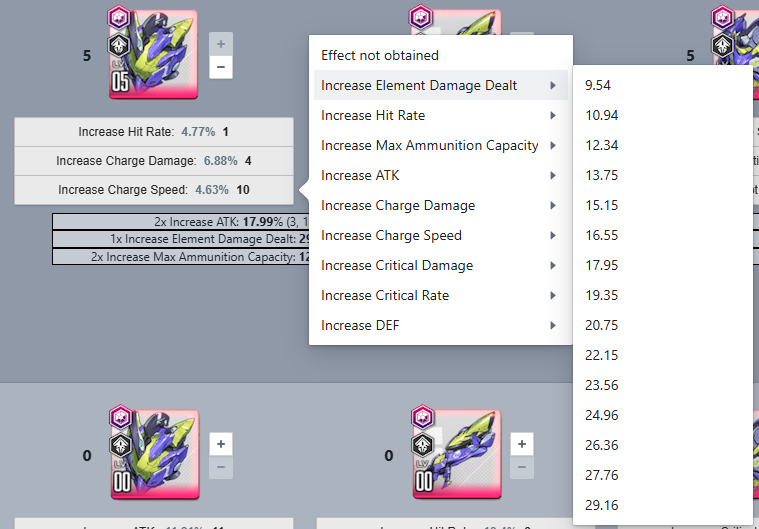 5
+
−
LV.
05
Increase Hit Rate: 4.77% 1
Increase Charge Damage: 6.88% 4
Increase Charge Speed: 4.63% 10
2x Increase ATK: 17.99% (3, 1
1x Increase Element Damage Dealt: 29
2x Increase Max Ammunition Capacity: 12
Effect not obtained
Increase Element Damage Dealt
Increase Hit Rate
Increase Max Ammunition Capacity
Increase ATK
Increase Charge Damage
Increase Charge Speed
Increase Critical Damage
Increase Critical Rate
Increase DEF
9.54
10.94
12.34
13.75
15.15
16.55
17.95
19.35
20.75
22.15
23.56
24.96
26.36
27.76
29.16
5
0
LV.
00
+
−
0
LV.
00
+
−